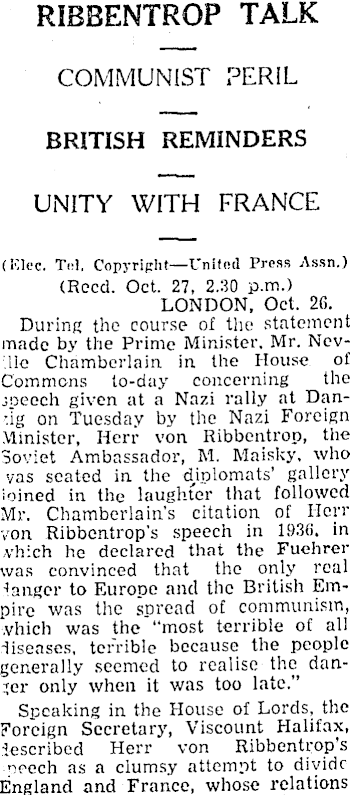 RIBBENTROP TALK
COMMUNIST PERIL
BRITISH REMINDERS
UNITY WITH FRANCE
(Elec. Tel. Copyright—United Press Assn.)
(Recd. Oct. 27, 2.30 p.m.)
LONDON, Oct. 26.
During the course of the statement
made by the Prime Minister, Mr. Nev-
ille Chamberlain in the House of
Commons to-day concerning the
speech given at a Nazi rally at Dan-
zig on Tuesday by the Nazi Foreign
Minister, Herr von Ribbentrop, the
Soviet Ambassador, M. Maisky, who
was seated in the diplomats' gallery
joined in the laughter that followed
Mr. Chamberlain's citation of Herr
von Ribbentrop's speech in 1936, in
which he declared that the Fuehrer
was convinced that the only real
danger to Europe and the British Em-
pire was the spread of communism,
which was the "most terrible of all
diseases, terrible because the people
generally seemed to realise the dan-
ger only when it was too late."
Speaking in the House of Lords, the
Foreign Secretary, Viscount Halifax,
described Herr von Ribbentrop's
speech as a clumsy attempt to divide
England and France, whose relations